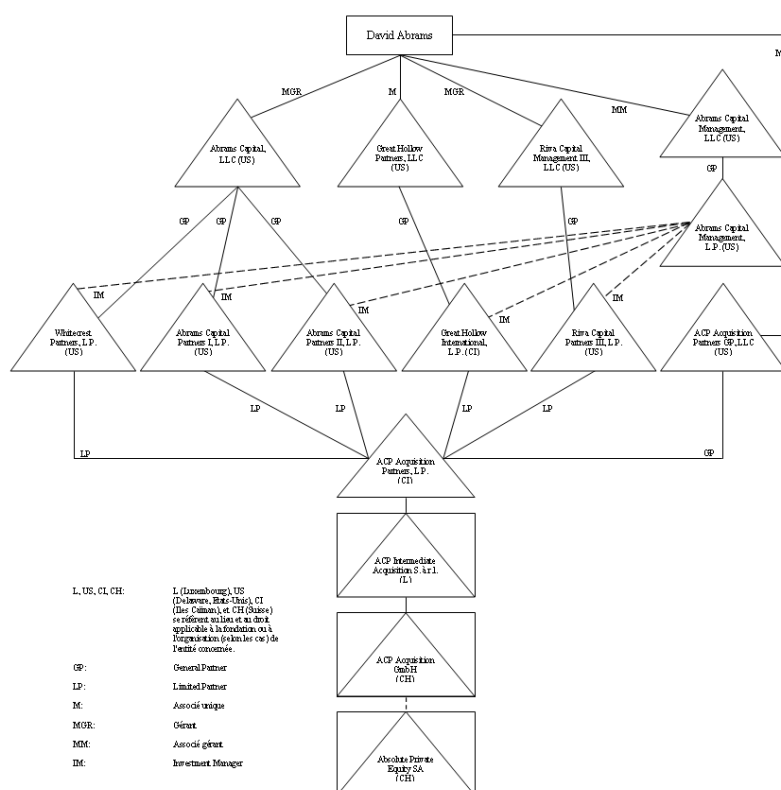 David Abrams
M
MGR
M
MGR
MM
Abrams Capital,
LLC (US)
Great Hollow
Partners, LLC
(US)
Riva Capital
Management III,
LLC (US)
Abrams Capital
Management,
LLC (US)
GP
GP
GP
GP
GP
GP
Abrams Capital
Management,
L.P. (US)
IM
IM
IM
IM
IM
Whitecrest
Partners, L.P.
(US)
Abrams Capital
Partners I, L.P.
(US)
Abrams Capital
Partners II, L.P.
(US)
Great Hollow
International,
L.P. (CI)
Riva Capital
Partners III, L.P.
(US)
ACP Acquisition
Partners GP, LLC
(US)
LP
LP
LP
LP
LP
GP
ACP Acquisition
Partners, L.P.
(CI)
ACP Intermediate
Acquisition S. à r.l.
(L)
ACP Acquisition
GmbH
(CH)
Absolute Private
Equity SA
(CH)
L, US, CI, CH:
L (Luxembourg), US
(Delaware, Etats-Unis), CI
(Iles Caïman), et CH (Suisse)
se réfèrent au lieu et au droit
applicable à la fondation ou à
l'organisation (selon les cas) de
l'entité concernée.
GP:
General Partner
LP:
Limited Partner
M:
Associé unique
MGR:
Gérant
MM:
Associé gérant
IM:
Investment Manager